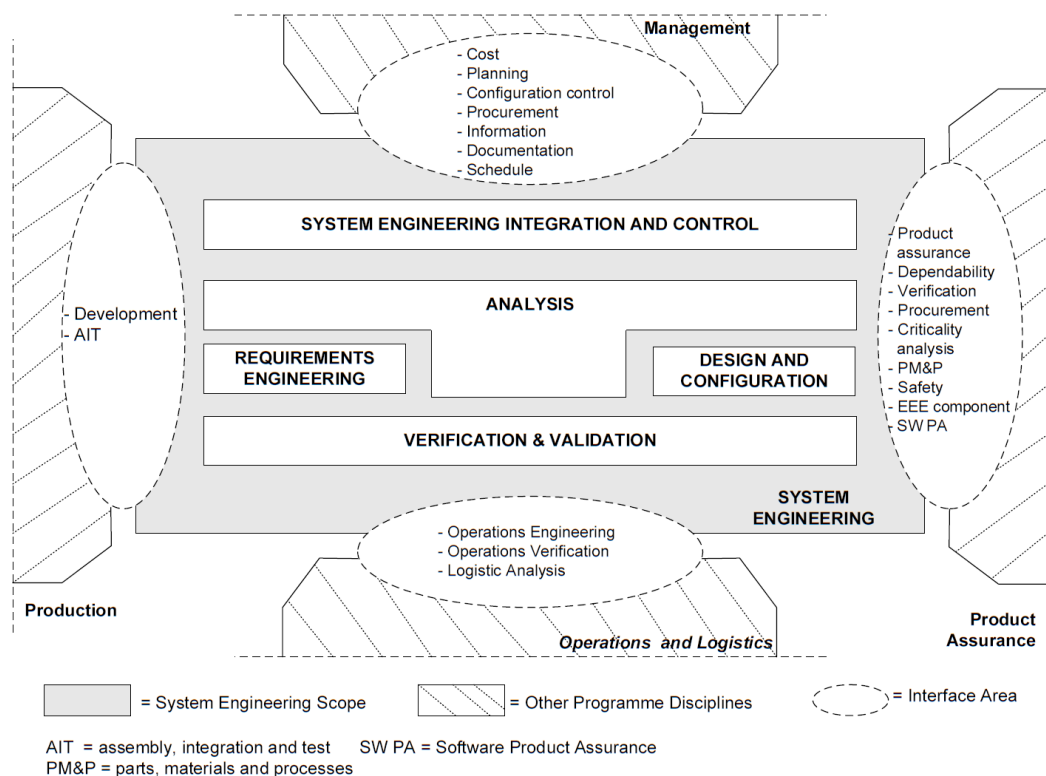 Management
- Cost
- Planning
- Configuration control
- Procurement
- Information
- Documentation
- Schedule
SYSTEM ENGINEERING INTEGRATION AND CONTROL
ANALYSIS
REQUIREMENTS
ENGINEERING
DESIGN AND
CONFIGURATION
VERIFICATION & VALIDATION
SYSTEM
ENGINEERING
- Development
- AIT
- Product
assurance
- Dependability
- Verification
- Procurement
- Criticality
analysis
- PM&P
- Safety
- EEE component
- SW PA
- Operations Engineering
- Operations Verification
- Logistic Analysis
Production
Operations and Logistics
Product
Assurance
= System Engineering Scope
= Other Programme Disciplines
= Interface Area
AIT = assembly, integration and test SW PA = Software Product Assurance
PM&P = parts, materials and processes